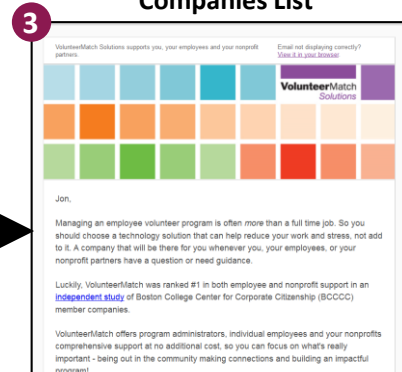 Companies List
3
VolunteerMatch Solutions supports you, your employees and your nonprofit
partners.
Email not displaying correctly?
View it in your browser.
VolunteerMatch
Solutions
Jon,
Managing an employee volunteer program is often more than a full time job. So you
should choose a technology solution that can help reduce your work and stress, not add
to it. A company that will be there for you whenever you, your employees, or your
nonprofit partners have a question or need guidance.
Luckily, VolunteerMatch was ranked #1 in both employee and nonprofit support in an
independent study of Boston College Center for Corporate Citizenship (BCCCC)
member companies.
VolunteerMatch offers program administrators, individual employees and your nonprofits
comprehensive support at no additional cost, so you can focus on what's really
important - being out in the community making connections and building an impactful
program!